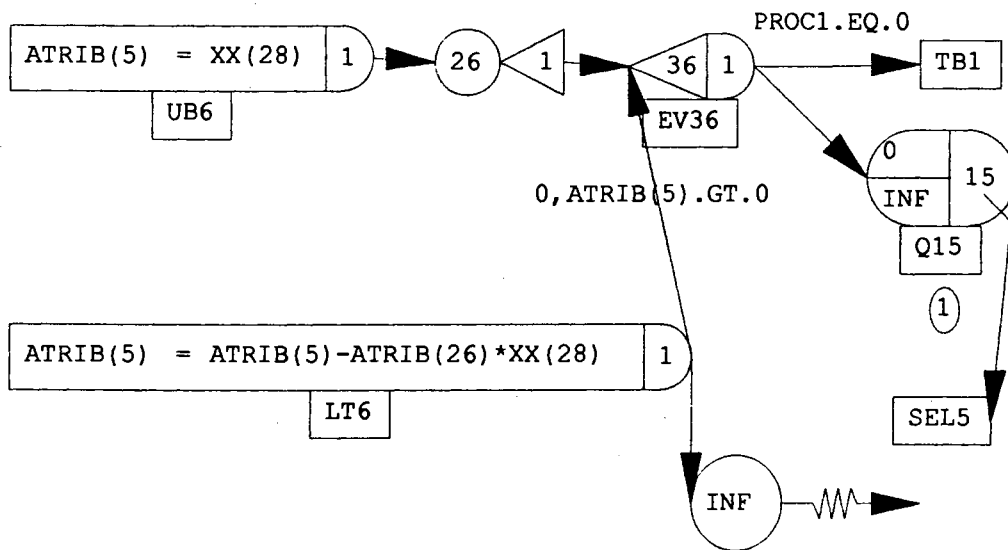 PROC1.EQ.0
ATRIB(5) = XX(28) 1
26
1
36 1
TB1
UB6
EV36
0
INF
15
0,ATRIB(5).GT.0
Q15
1
ATRIB(5) = ATRIB(5)-ATRIB(26)*XX(28) 1
LT6
SEL5
INF